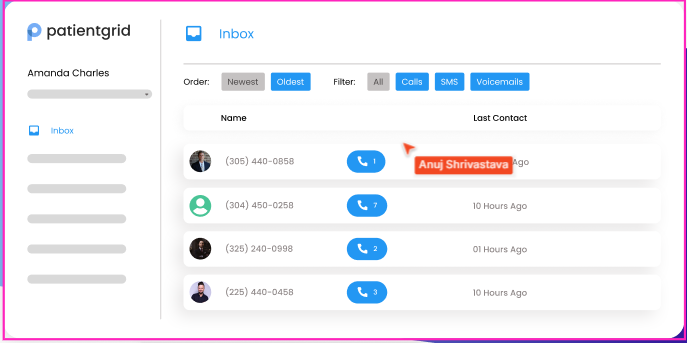 patientgrid
Inbox
Amanda Charles
Order: Newest Oldest Filter: All Calls SMS Voicemails
Inbox
Name Last Contact
(305) 440-0858 1 Ago
Anuj Shrivastava
(304) 450-0258 7 10 Hours Ago
(325) 240-0998 2 01 Hours Ago
(225) 440-0458 3 10 Hours Ago